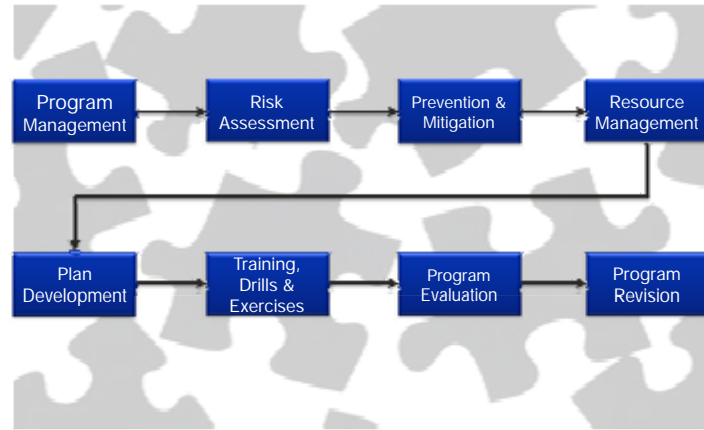 Program
Management
Risk
Assessment
Prevention &
Mitigation
Resource
Management
Plan
Development
Training,
Drills &
Exercises
Program
Evaluation
Program
Revision